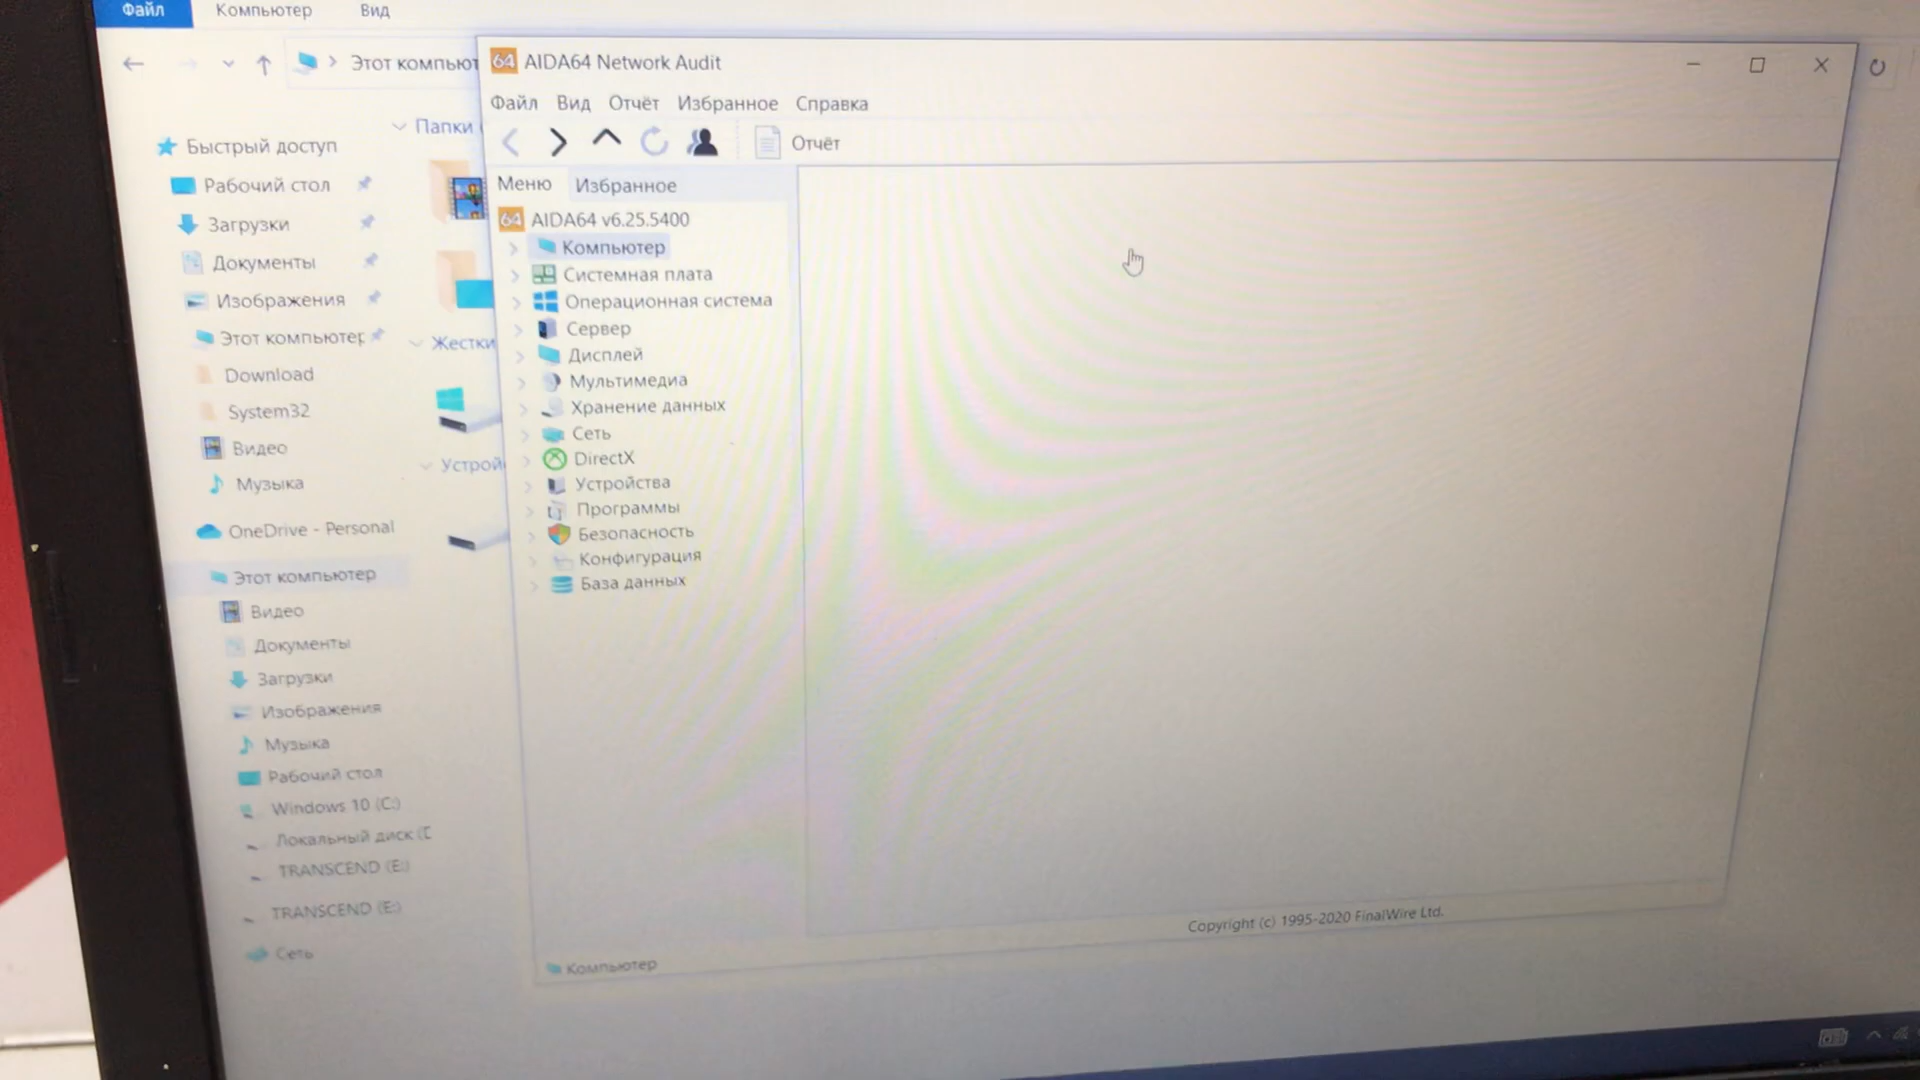 Файл Компьютер Вид
Этот компьют
Папки
Быстрый доступ
Рабочий стол
Загрузки
Документы
Изображения
Этот компьютер
Download
System32
Видео
Музыка
OneDrive - Personal
Этот компьютер
Видео
Документы
Загрузки
Изображения
Музыка
Рабочий стол
Windows 10 (C:)
Локальный диск (D
TRANSCEND (E:)
TRANSCEND (E:)
Сеть
Жестки
Устрой
64 AIDA64 Network Audit
Файл Вид Отчёт Избранное Справка
Отчёт
Меню Избранное
64 AIDA64 v6.25.5400
Компьютер
Системная плата
Операционная система
Сервер
Дисплей
Мультимедиа
Хранение данных
Сеть
DirectX
Устройства
Программы
Безопасность
Конфигурация
База данных
Copyright (c) 1995-2020 FinalWire Ltd.
Компьютер